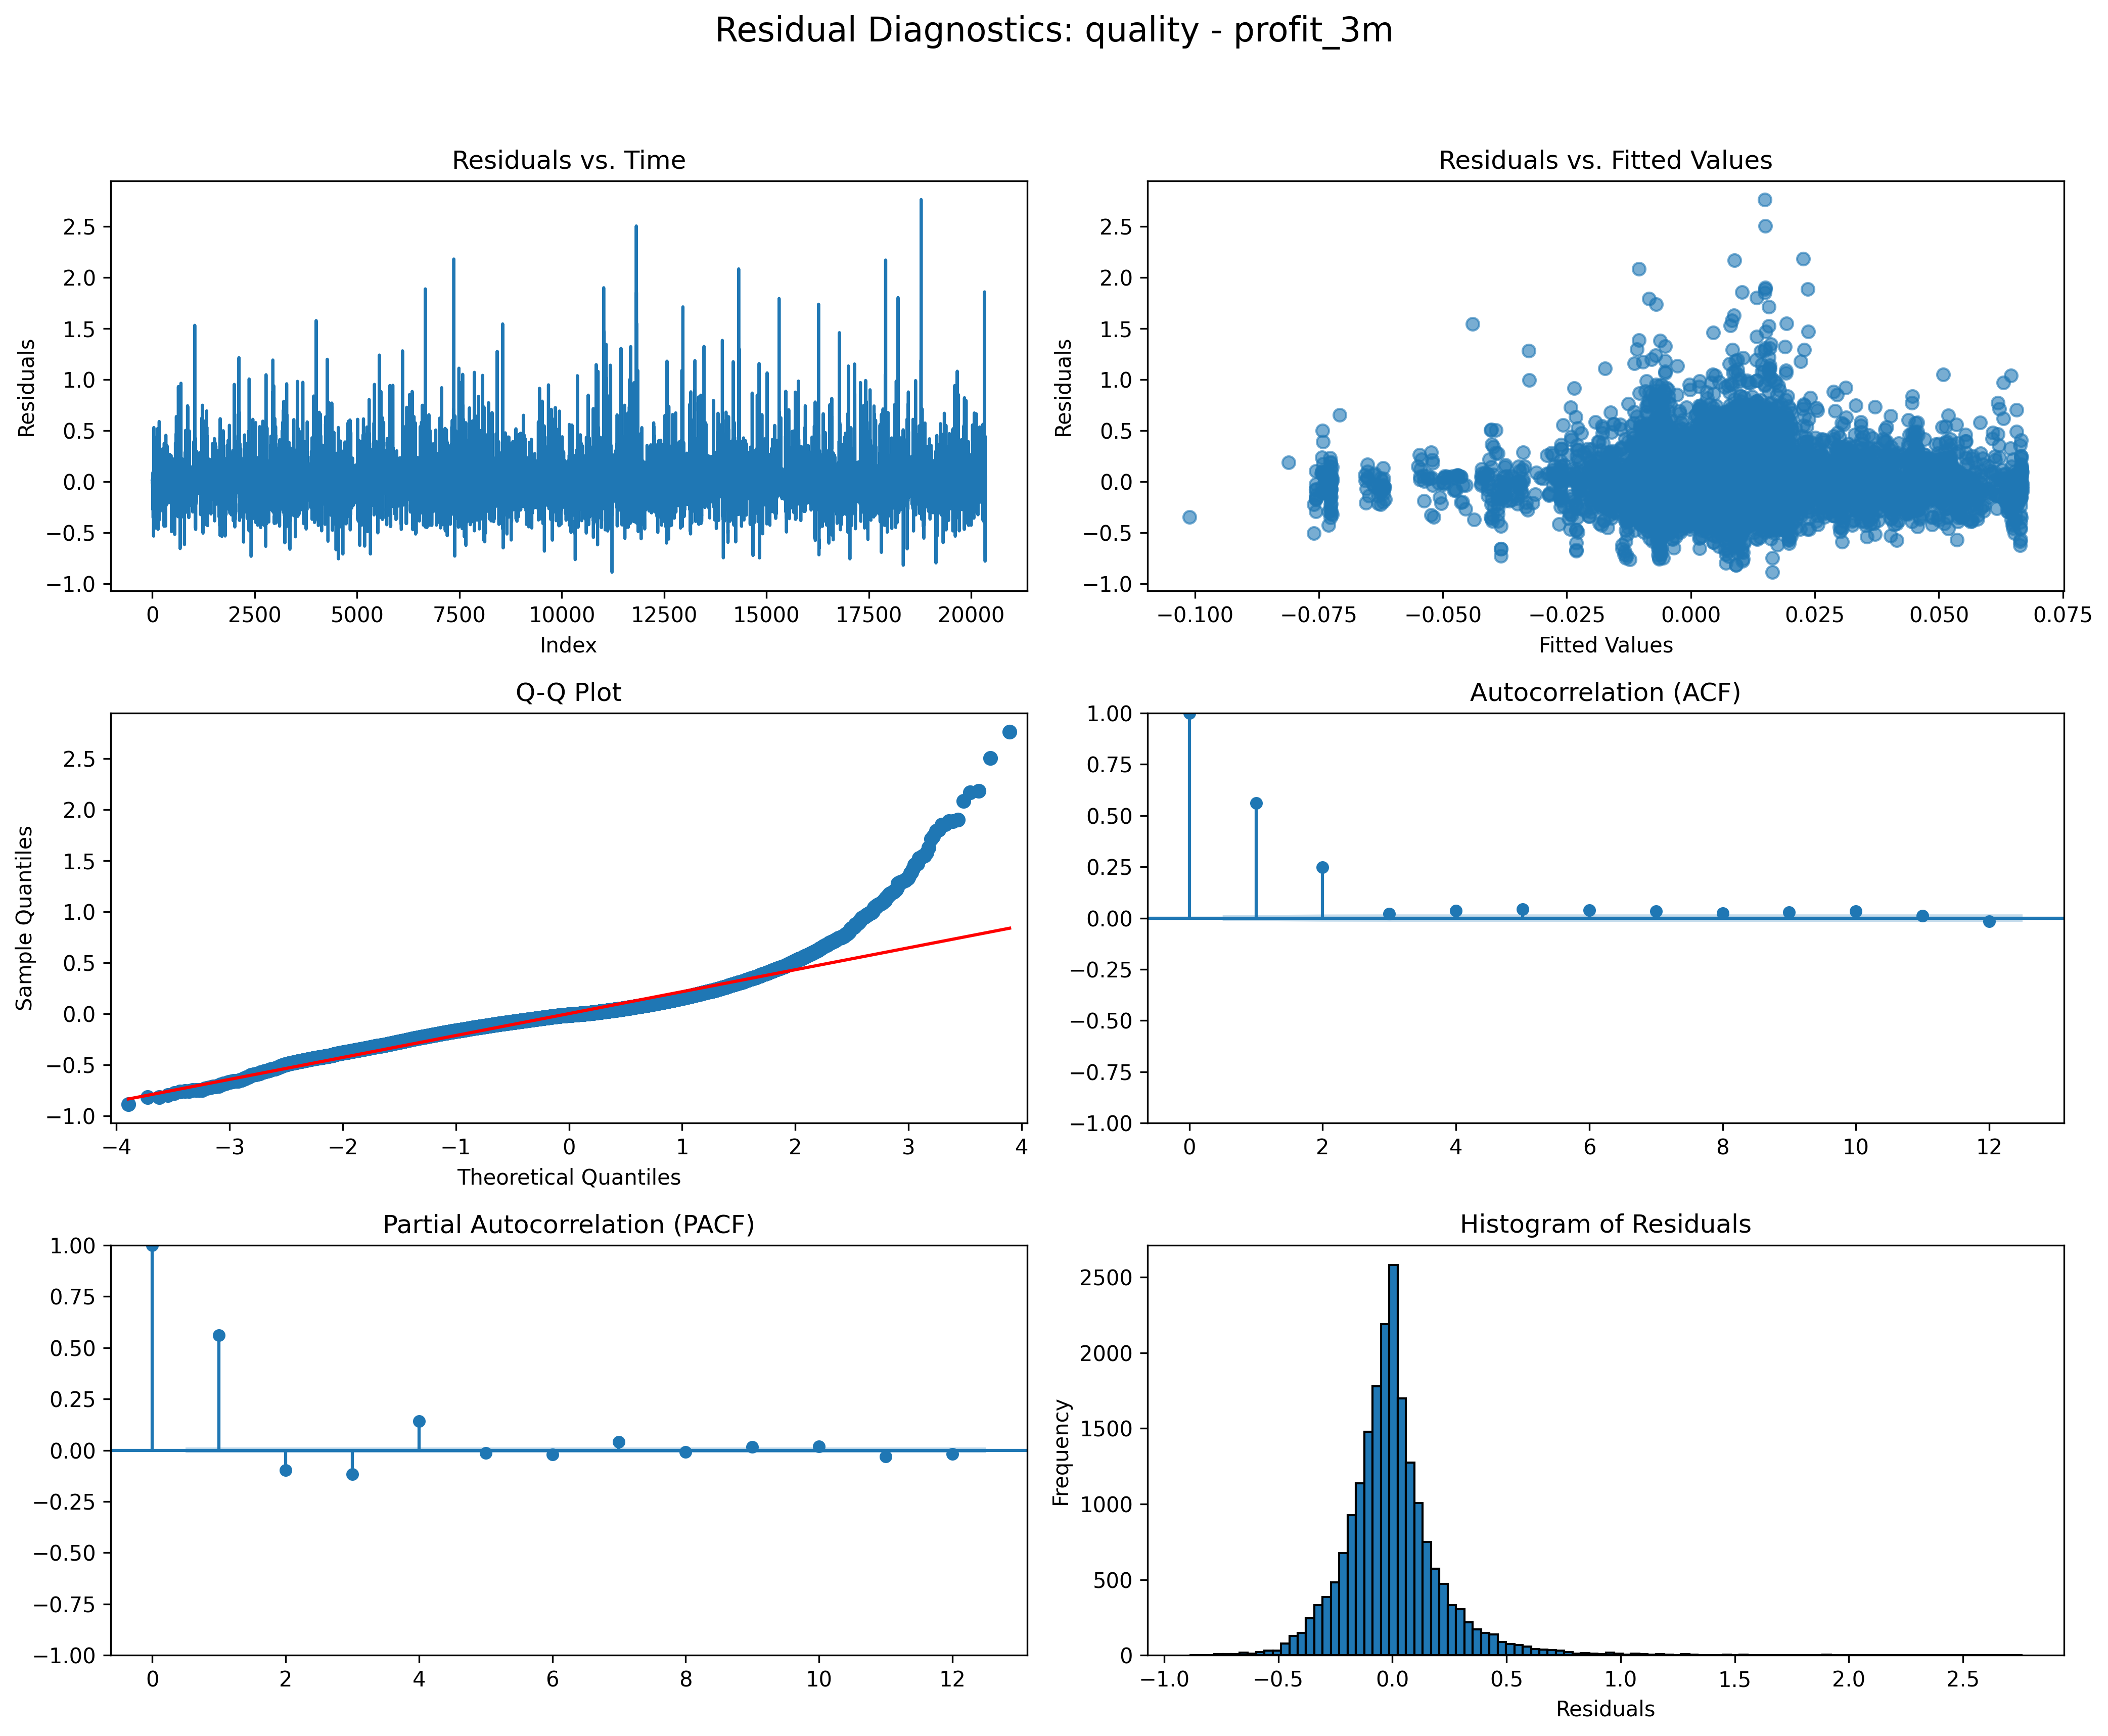 Residual Diagnostics: quality - profit_3m
Residuals vs. Time
Residuals
2.5
2.0
1.5
1.0
0.5
0.0
−0.5
−1.0
0 2500 5000 7500 10000 12500 15000 17500 20000
Index
Residuals vs. Fitted Values
Residuals
2.5
2.0
1.5
1.0
0.5
0.0
−0.5
−1.0
−0.100 −0.075 −0.050 −0.025 0.000 0.025 0.050 0.075
Fitted Values
Q-Q Plot
Sample Quantiles
2.5
2.0
1.5
1.0
0.5
0.0
−0.5
−1.0
−4 −3 −2 −1 0 1 2 3 4
Theoretical Quantiles
Autocorrelation (ACF)
1.00
0.75
0.50
0.25
0.00
−0.25
−0.50
−0.75
−1.00
0 2 4 6 8 10 12
Partial Autocorrelation (PACF)
1.00
0.75
0.50
0.25
0.00
−0.25
−0.50
−0.75
−1.00
0 2 4 6 8 10 12
Histogram of Residuals
Frequency
2500
2000
1500
1000
500
0
−1.0 −0.5 0.0 0.5 1.0 1.5 2.0 2.5
Residuals